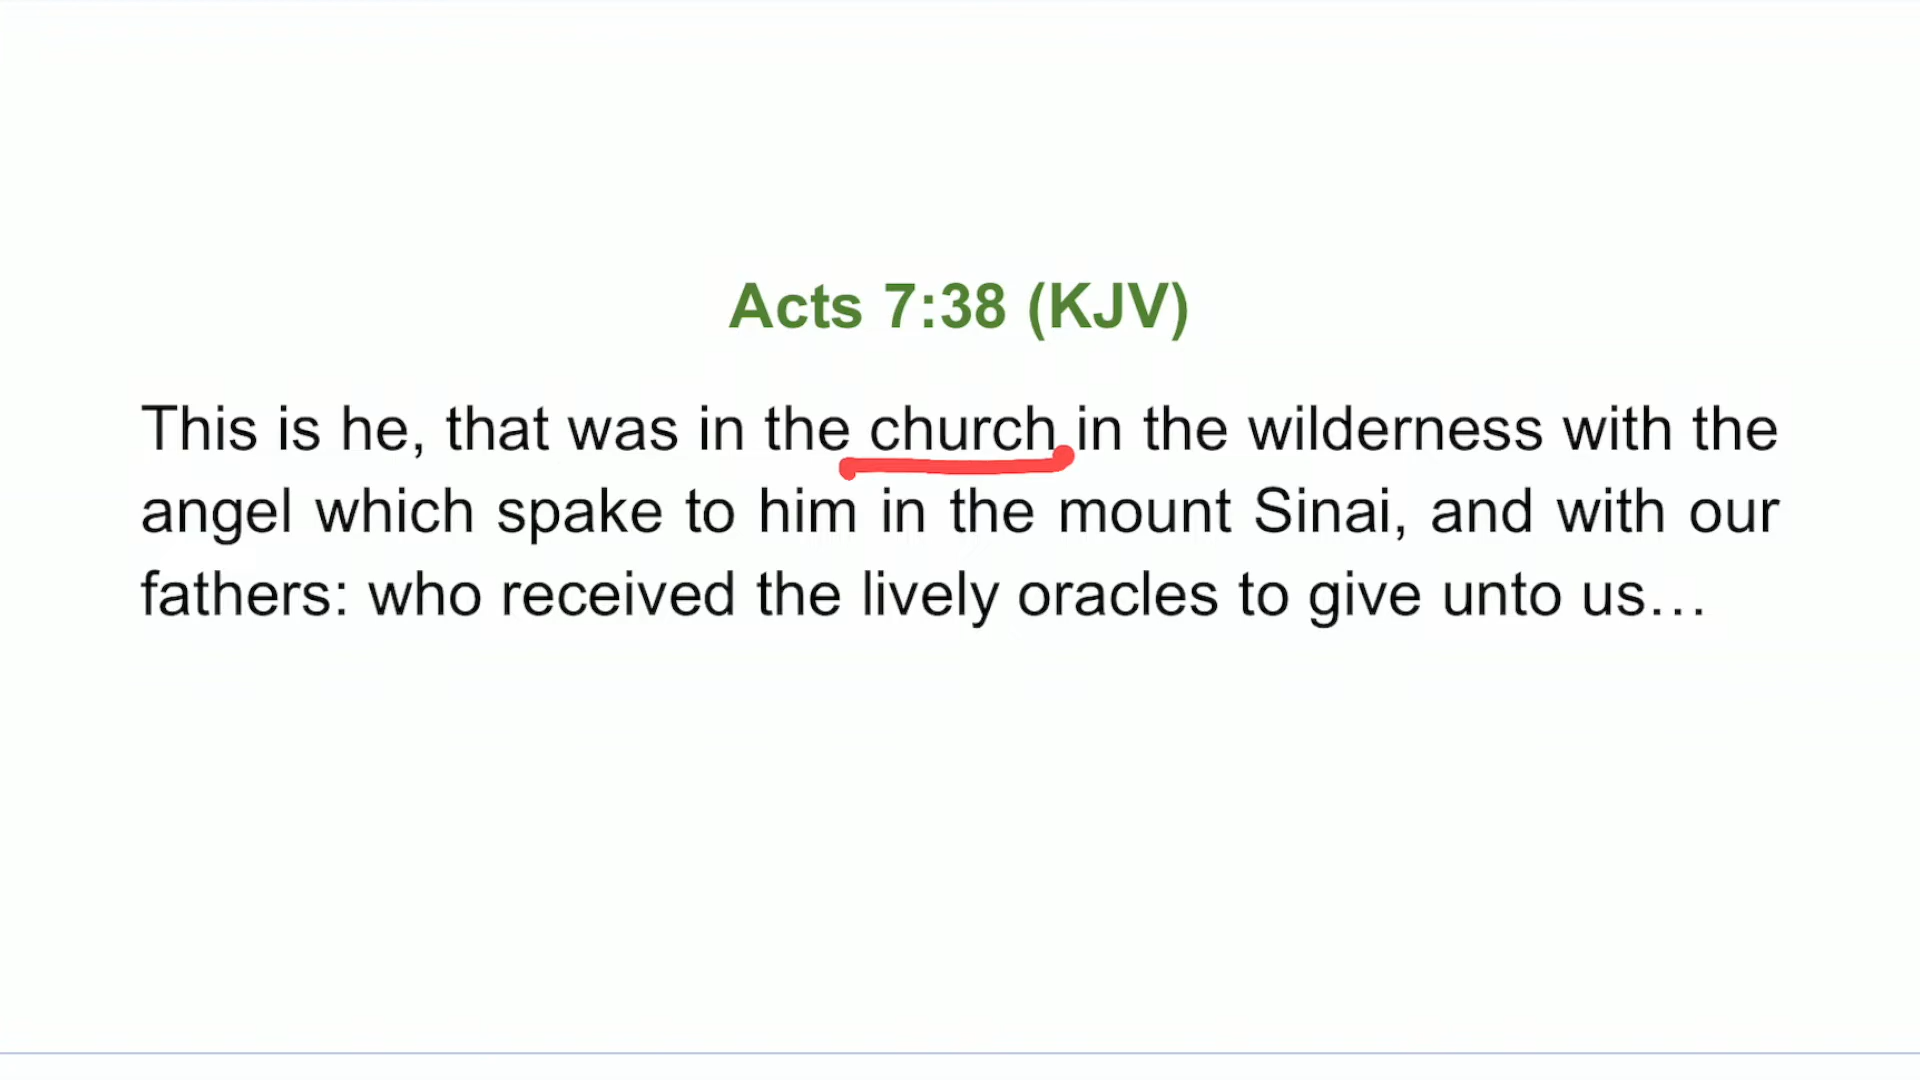 Acts 7:38 (KJV)
This is he, that was in the church in the wilderness with the
angel which spake to him in the mount Sinai, and with our
fathers: who received the lively oracles to give unto us…